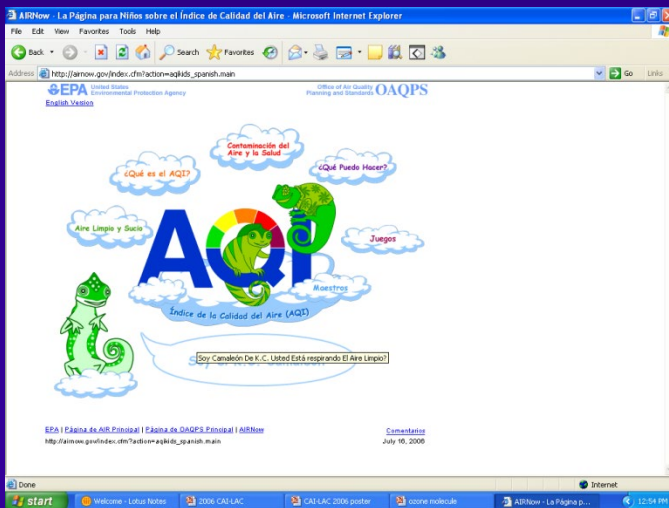 AIRNow - La Página para Niños sobre el Índice de Calidad del Aire - Microsoft Internet Explorer
File Edit View Favorites Tools Help
Back Search Favorites
Address http://airnow.gov/index.cfm?action=aqikids_spanish.main Go Links
EPA United States Environmental Protection Agency
Office of Air Quality Planning and Standards OAQPS
English Version
Contaminación del
Aire y la Salud
¿Qué es el AQI?
¿Qué Puedo Hacer?
Aire Limpio y Sucio
AQI
Juegos
Maestros
Índice de la Calidad del Aire (AQI)
Soy Camaleón De K.C. Usted Está respirando El Aire Limpio?
EPA | Página de AIR Principal | Página de OAQPS Principal | AIRNow
Comentarios
http://airnow.gov/index.cfm?action=aqikids_spanish.main
July 16, 2006
Done Internet
start Welcome - Lotus Notes 2006 CAI-LAC CAI-LAC 2006 poster ozone molecule AIRNow - La Página p... 12:54 PM